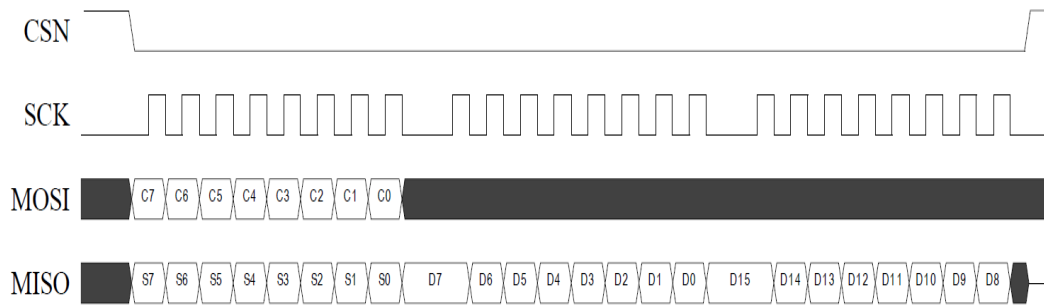 CSN
SCK
MOSI C7 C6 C5 C4 C3 C2 C1 C0
MISO S7 S6 S5 S4 S3 S2 S1 S0 D7 D6 D5 D4 D3 D2 D1 D0 D15 D14 D13 D12 D11 D10 D9 D8